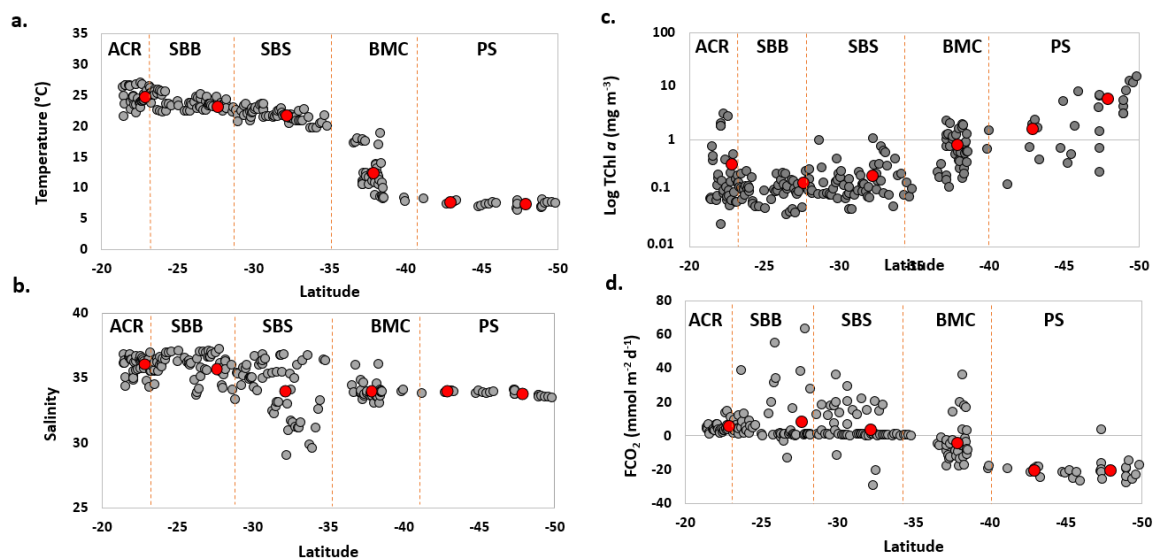 a.
ACR SBB SBS BMC PS
35
30
25
20
15
10
5
0
Temperature (°C)
-20 -25 -30 -35 -40 -45 -50
Latitude
b.
ACR SBB SBS BMC PS
40
35
30
25
Salinity
-20 -25 -30 -35 -40 -45 -50
Latitude
c.
ACR SBB SBS BMC PS
100
10
1
0.1
0.01
Log TChl a (mg m-3)
-20 -25 -30 -35 -40 -45 -50
Latitude
d.
ACR SBB SBS BMC PS
80
60
40
20
0
-20
-40
FCO₂ (mmol m-2 d-1)
-20 -25 -30 -35 -40 -45 -50
Latitude